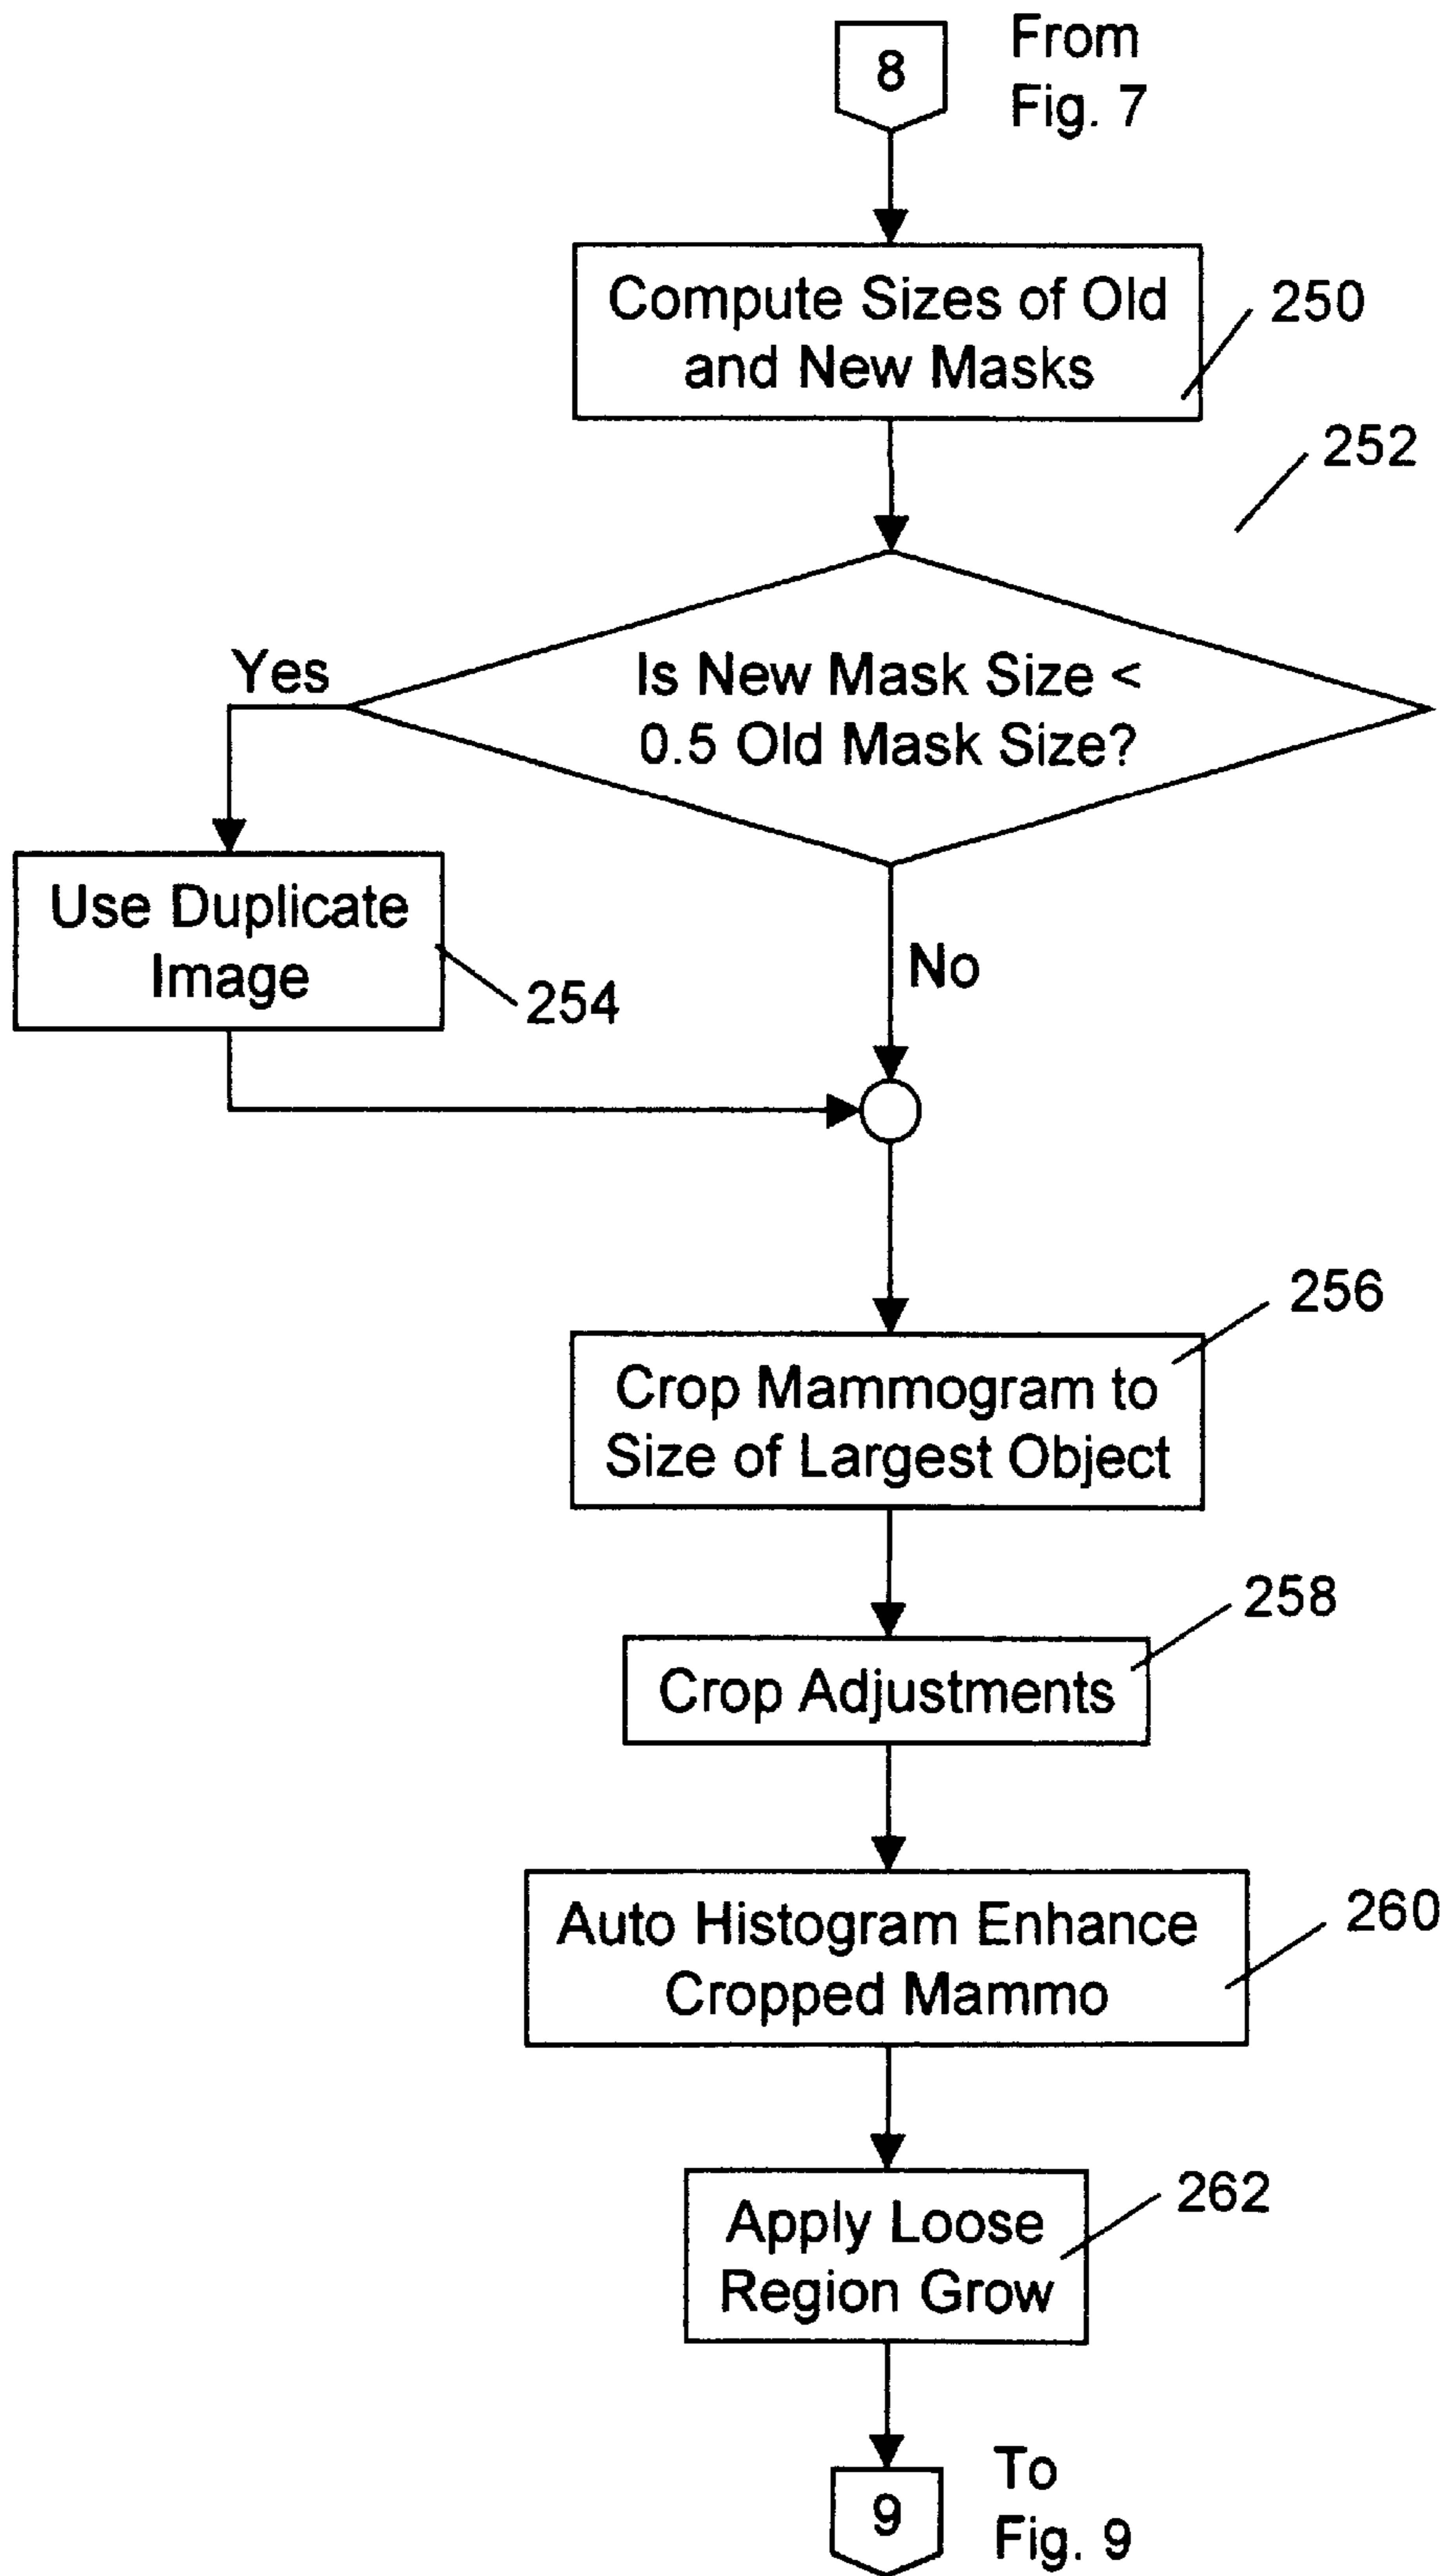 8
From
Fig. 7
Compute Sizes of Old
and New Masks
250
252
Is New Mask Size <
0.5 Old Mask Size?
Yes
Use Duplicate
Image
254
No
256
Crop Mammogram to
Size of Largest Object
258
Crop Adjustments
Auto Histogram Enhance
Cropped Mammo
260
Apply Loose
Region Grow
262
9
To
Fig. 9